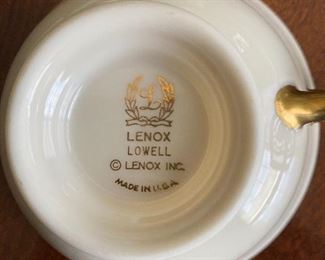 L
LENOX
LOWELL
© LENOX INC.
MADE IN U.S.A